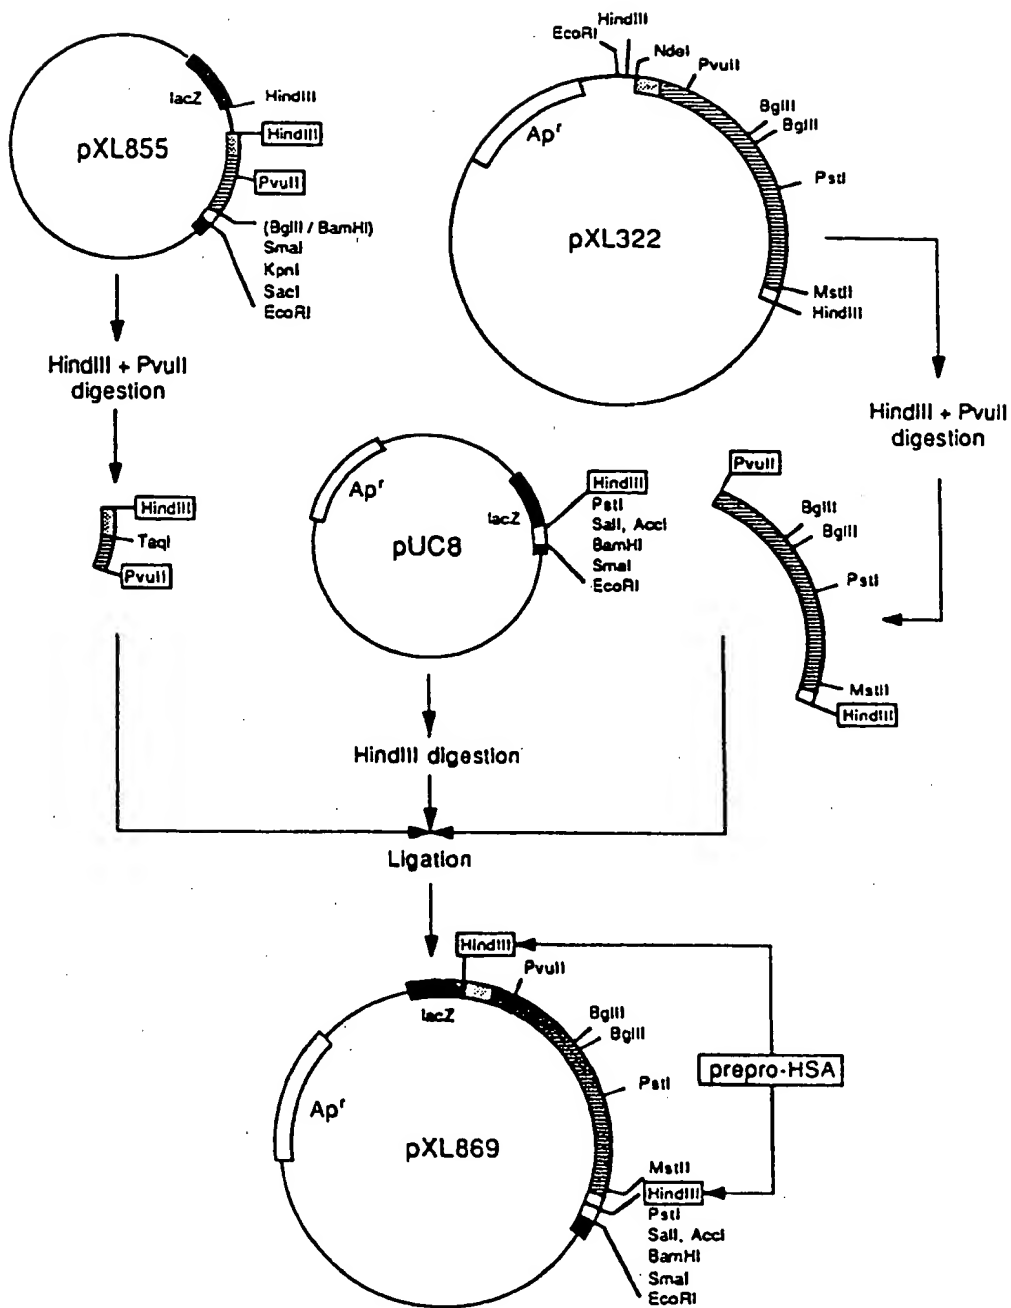 lacZ
HindIII
HindIII
PvuII
pXL855
(BglII / BamHI)
SmaI
KpnI
SacI
EcoRI
HindIII + PvuII
digestion
HindIII
TaqI
PvuII
HindIII
EcoRI
NdeI
PvuII
BglII
BglII
PstI
Apr
pXL322
MstII
HindIII
HindIII + PvuII
digestion
Apr
lacZ
pUC8
HindIII
PstI
SalI, AccI
BamHI
SmaI
EcoRI
PvuII
BglII
BglII
PstI
MstII
HindIII
HindIII digestion
Ligation
HindIII
PvuII
lacZ
BglII
BglII
PstI
prepro-HSA
Apr
pXL869
MstII
HindIII
PstI
SalI, AccI
BamHI
SmaI
EcoRI